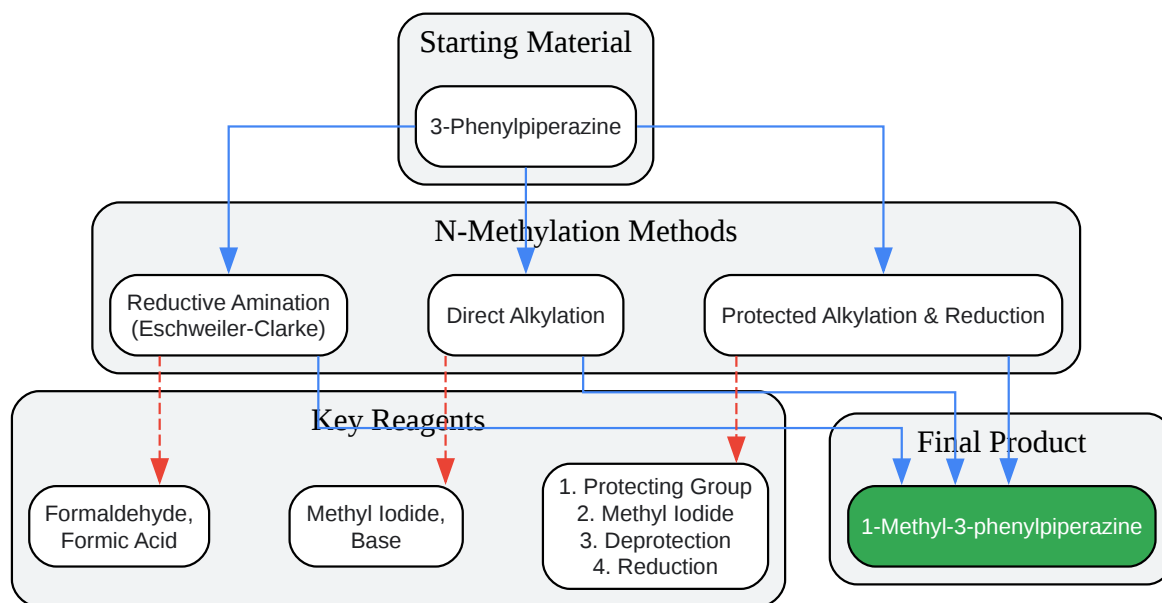 Starting Material
3-Phenylpiperazine
N-Methylation Methods
Reductive Amination
(Eschweiler-Clarke)
Direct Alkylation
Protected Alkylation & Reduction
Key Reagents
Formaldehyde,
Formic Acid
Methyl Iodide,
Base
1. Protecting Group
2. Methyl Iodide
3. Deprotection
4. Reduction
Final Product
1-Methyl-3-phenylpiperazine